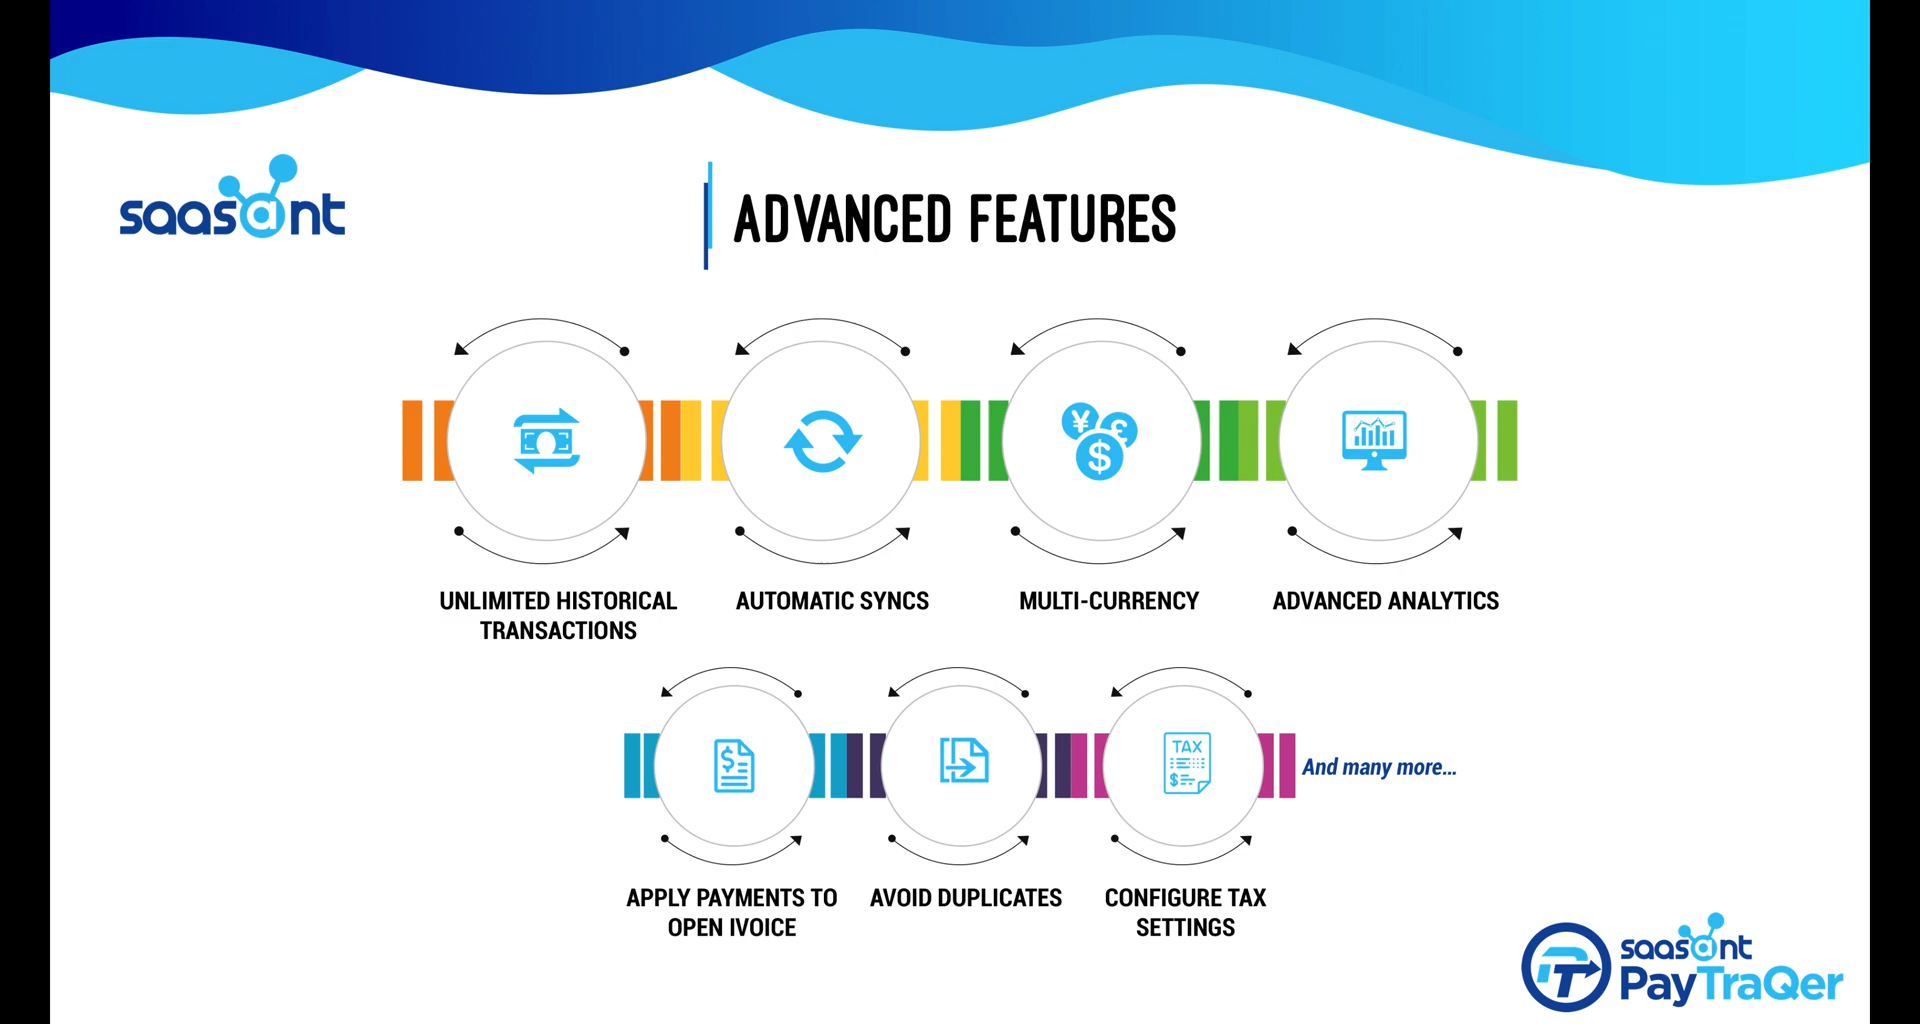 saasant
ADVANCED FEATURES
¥ £ $
UNLIMITED HISTORICAL
TRANSACTIONS
AUTOMATIC SYNCS
MULTI-CURRENCY
ADVANCED ANALYTICS
$
TAX
$
And many more...
APPLY PAYMENTS TO
OPEN IVOICE
AVOID DUPLICATES
CONFIGURE TAX
SETTINGS
PT
saasant
PayTraQer